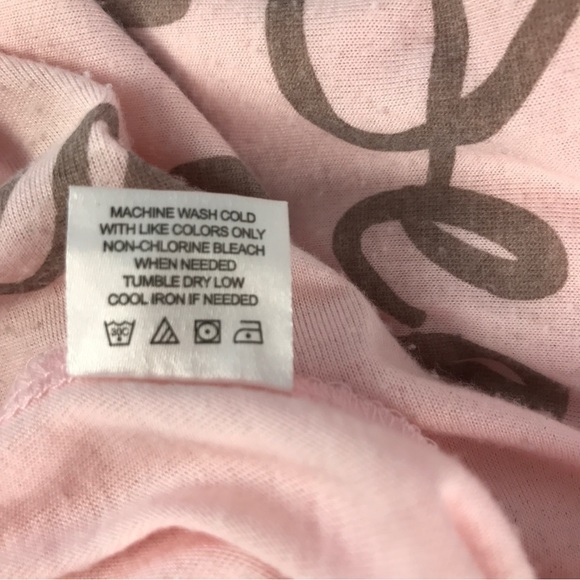 MACHINE WASH COLD
WITH LIKE COLORS ONLY
NON-CHLORINE BLEACH
WHEN NEEDED
TUMBLE DRY LOW
COOL IRON IF NEEDED
30C